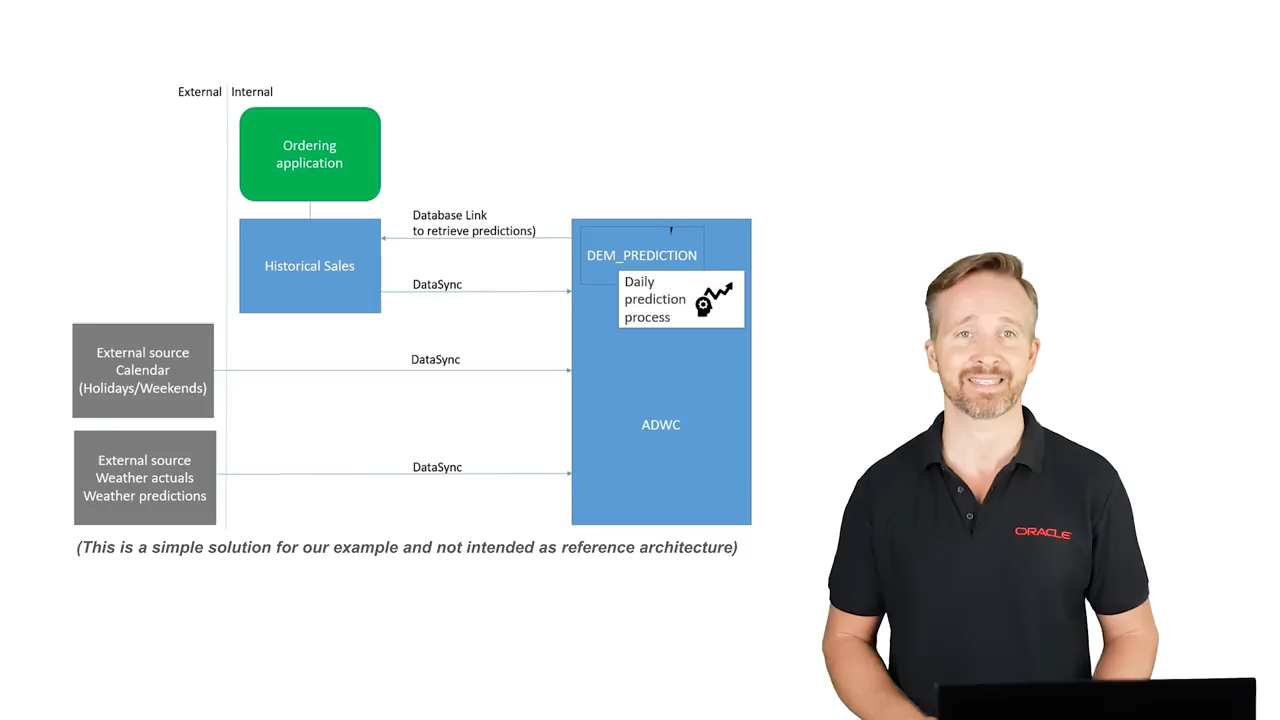 External
Internal
Ordering
application
Database Link
to retrieve predictions)
Historical Sales
DEM_PREDICTION
Daily
prediction
process
DataSync
External source
Calendar
(Holidays/Weekends)
DataSync
ADWC
External source
Weather actuals
Weather predictions
DataSync
(This is a simple solution for our example and not intended as reference architecture)
ORACLE